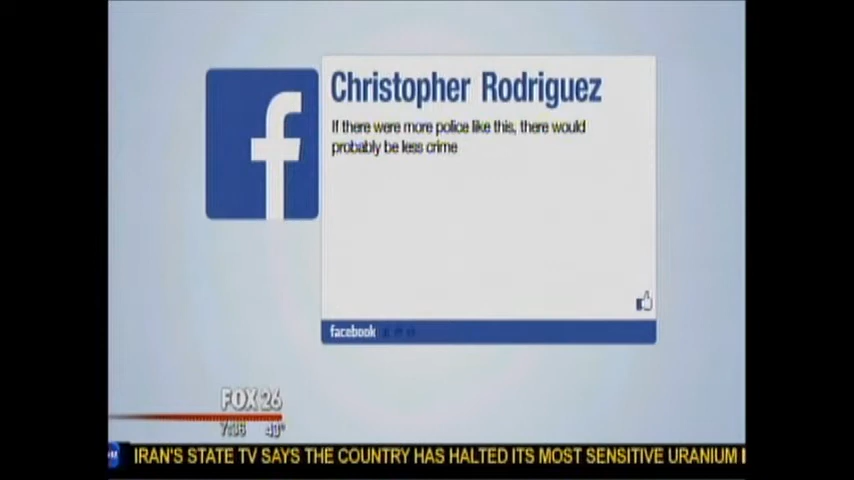 Christopher Rodriguez
If there were more police like this, there would
probably be less crime
facebook
FOX 26
7:36 43°
IRAN'S STATE TV SAYS THE COUNTRY HAS HALTED ITS MOST SENSITIVE URANIUM